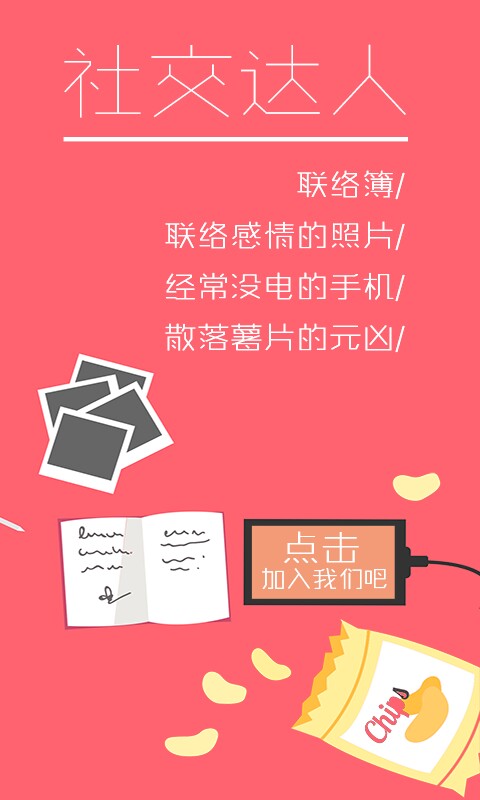 社交达人
联络簿/
联络感情的照片/
经常没电的手机/
散落薯片的元凶/
点击
加入我们吧
Chip